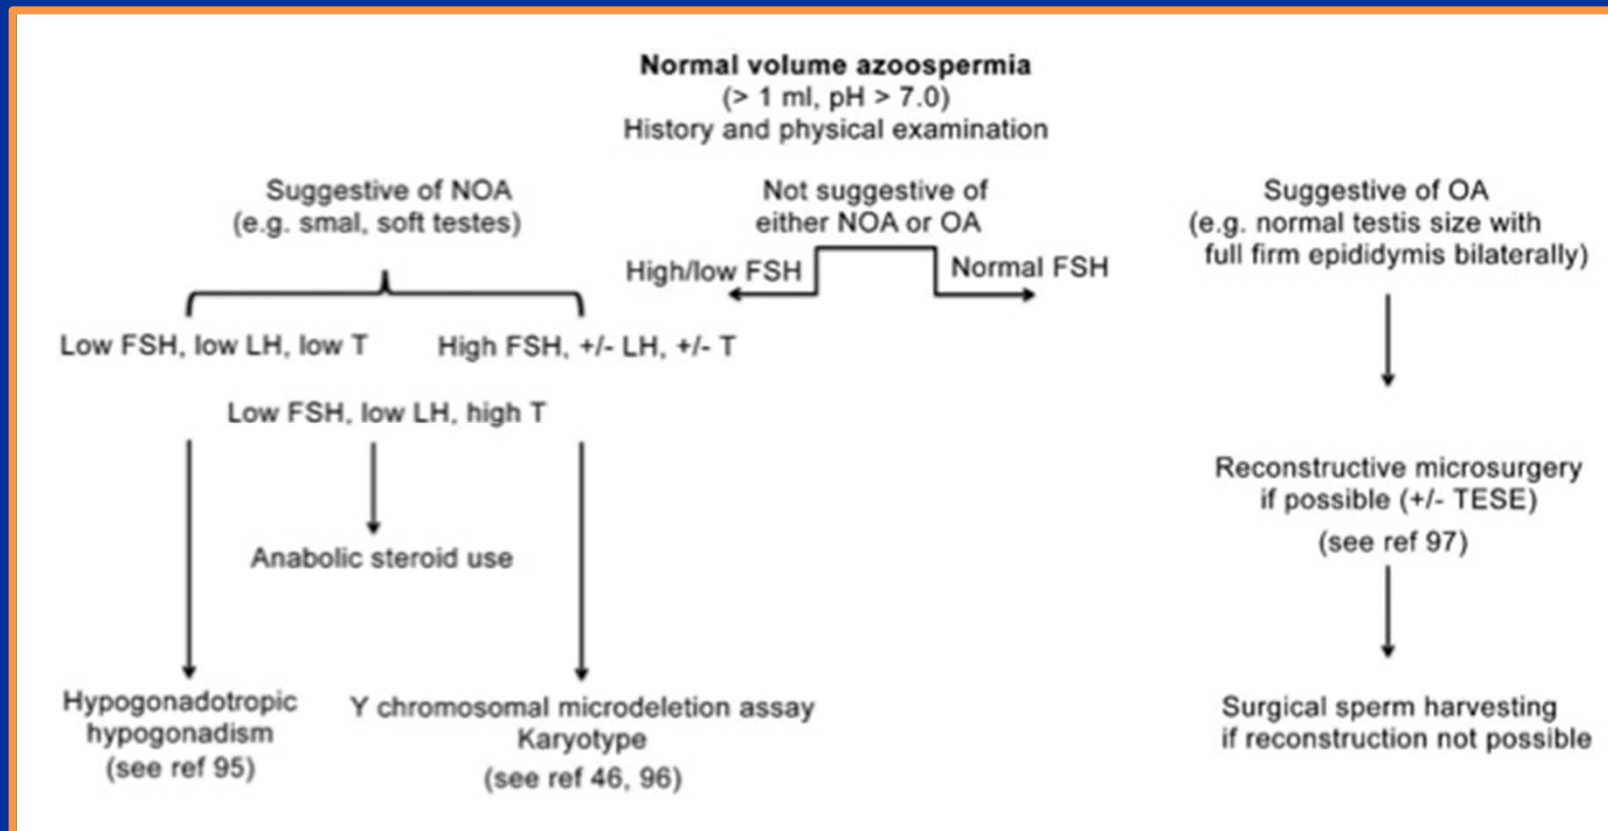 Normal volume azoospermia
(> 1 ml, pH > 7.0)
History and physical examination
Suggestive of NOA
(e.g. smal, soft testes)
Not suggestive of
either NOA or OA
Suggestive of OA
(e.g. normal testis size with
full firm epididymis bilaterally)
High/low FSH
Normal FSH
Low FSH, low LH, low T
High FSH, +/- LH, +/- T
Low FSH, low LH, high T
Anabolic steroid use
Reconstructive microsurgery
if possible (+/- TESE)
(see ref 97)
Hypogonadotropic
hypogonadism
(see ref 95)
Y chromosomal microdeletion assay
Karyotype
(see ref 46, 96)
Surgical sperm harvesting
if reconstruction not possible